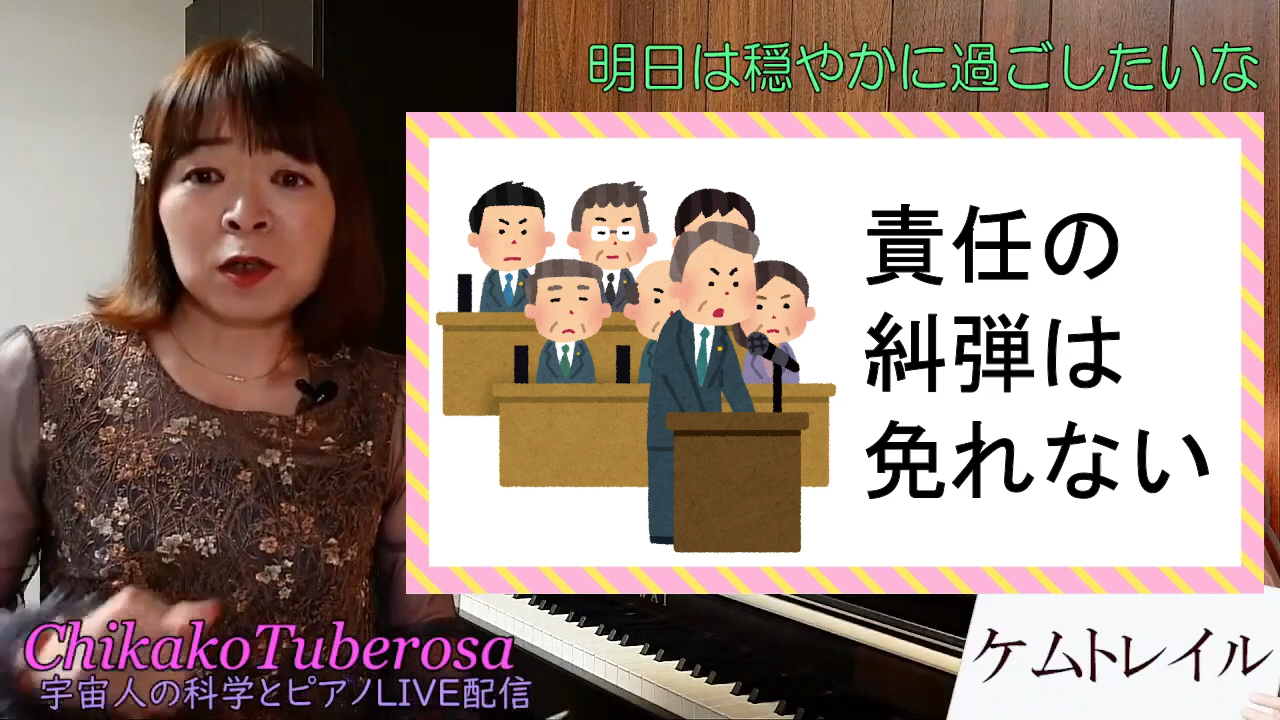 明日は穏やかに過ごしたいな
責任の
糾弾は
免れない
ChikakoTuberosa
宇宙人の科学とピアノLIVE配信
ケムトレイル